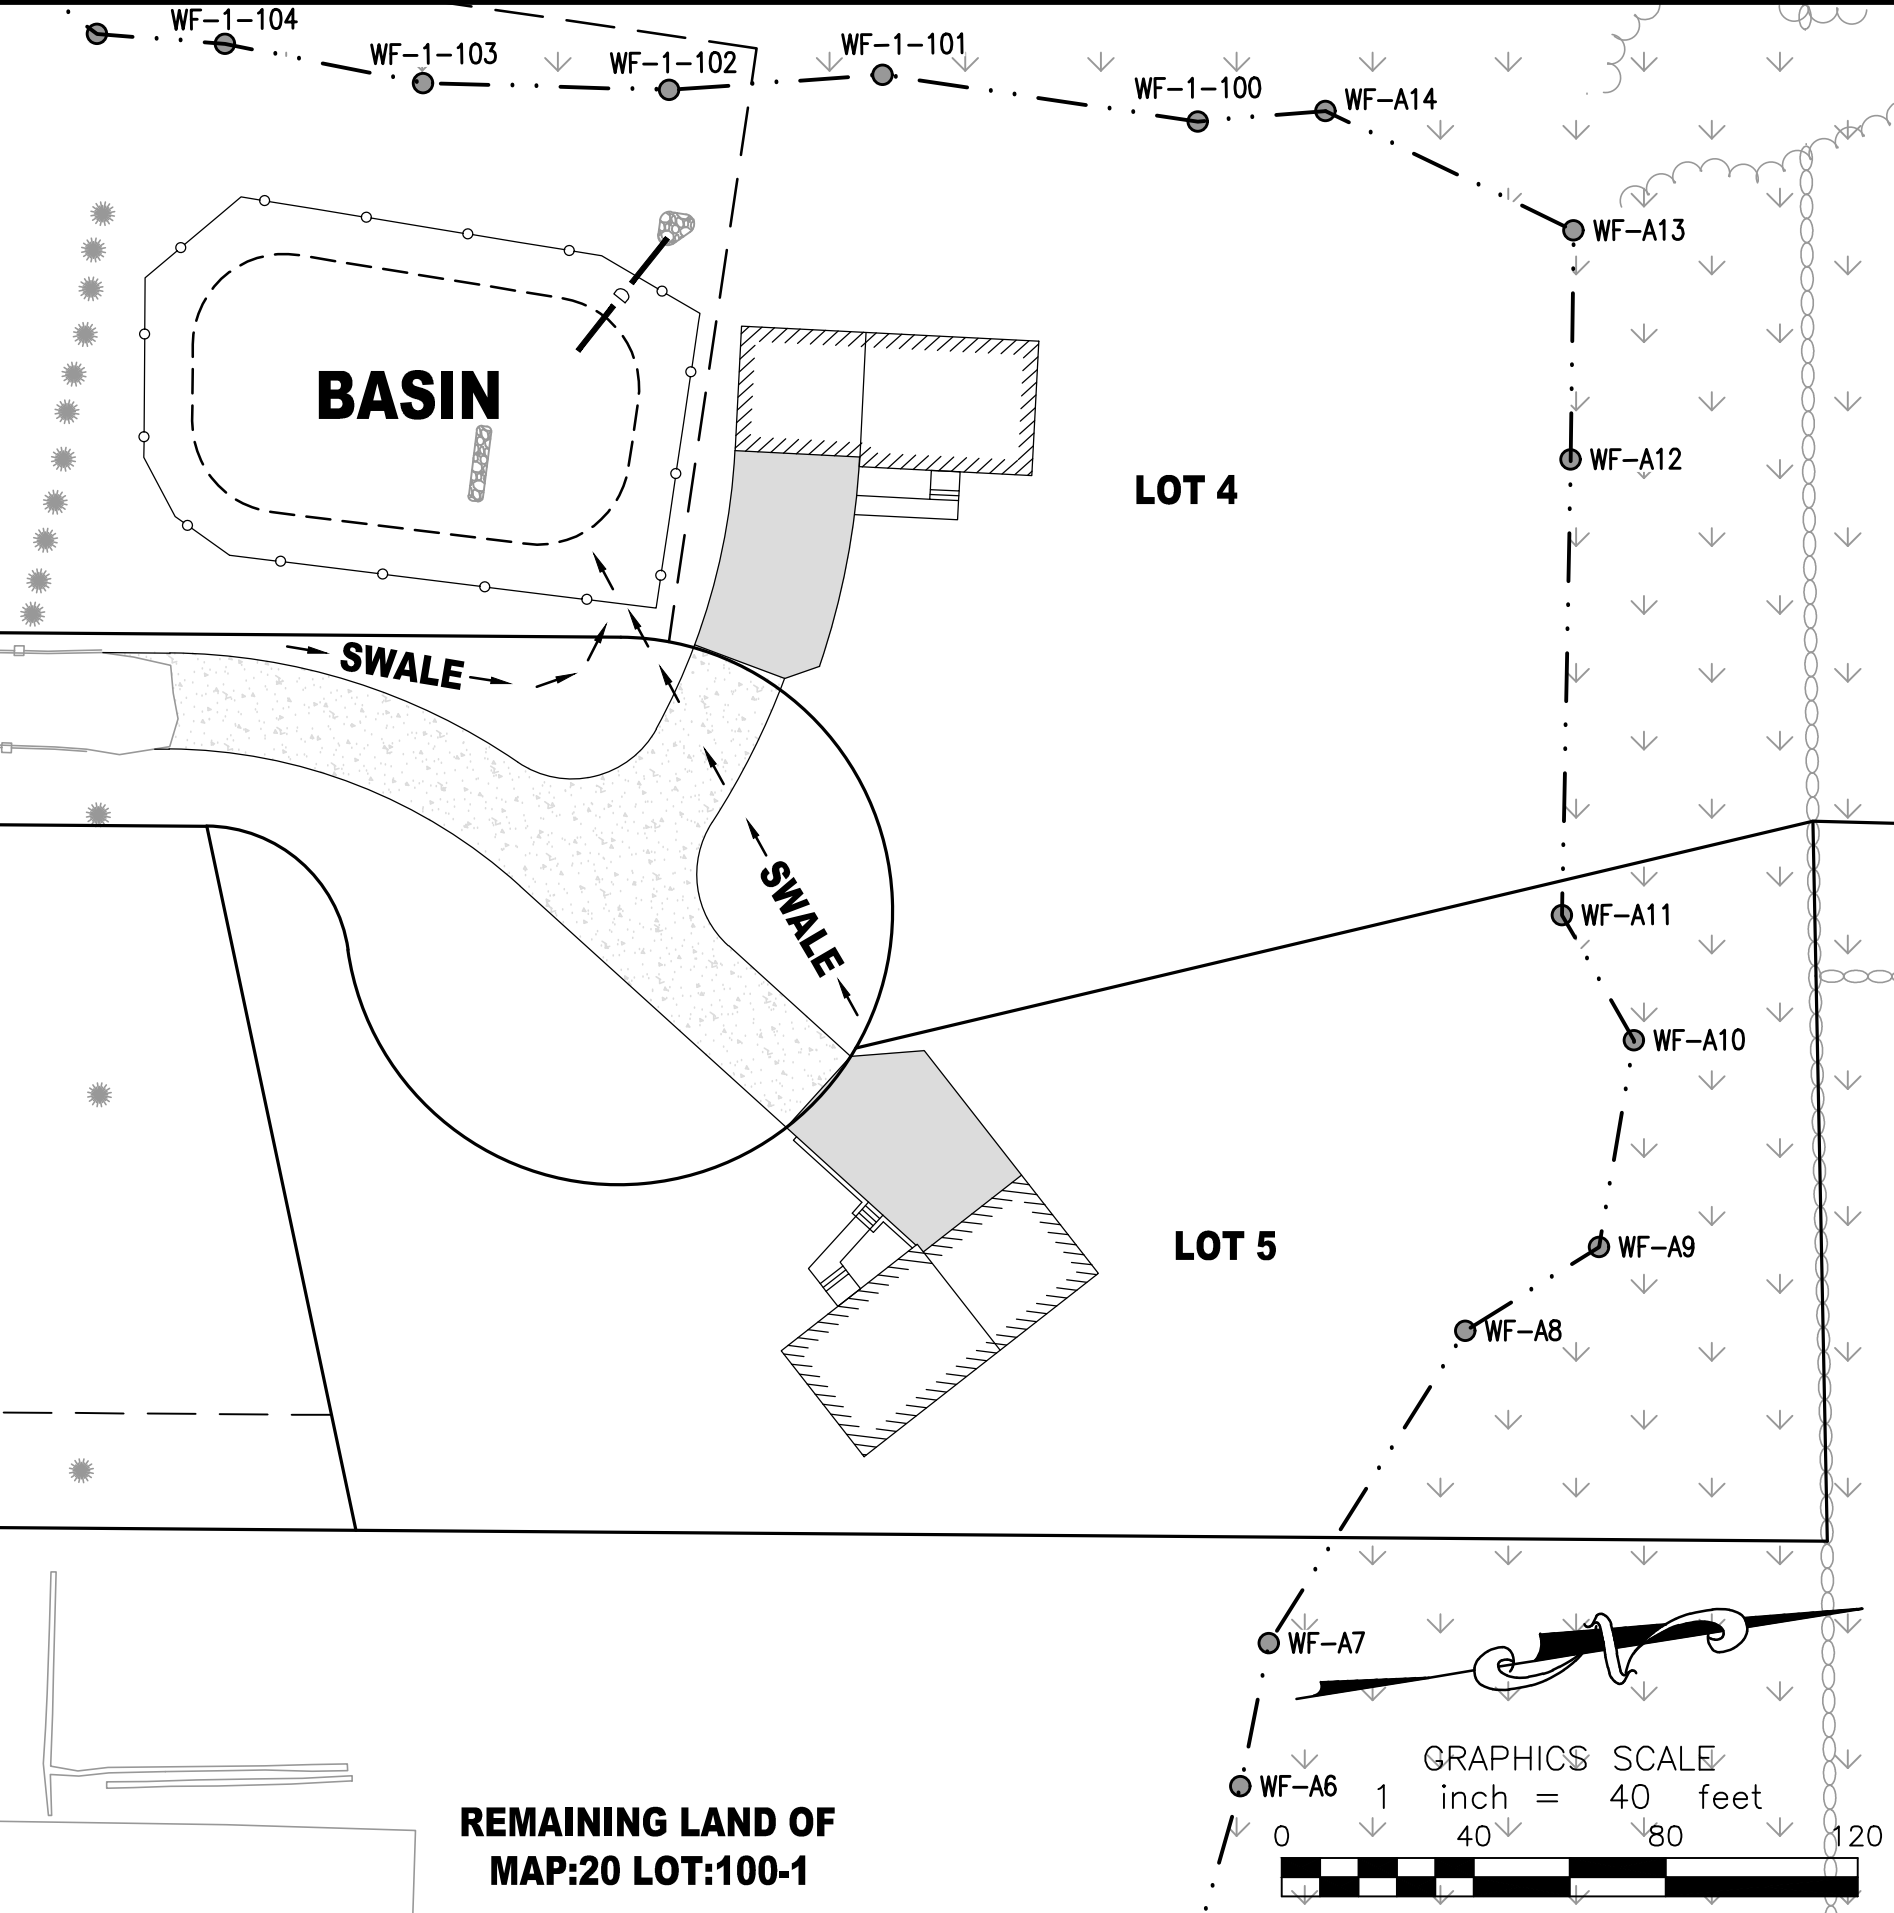 WF-1-104
WF-1-103
WF-1-102
WF-1-101
WF-1-100
WF-A14
WF-A13
D
BASIN
WF-A12
LOT 4
SWALE
SWALE
WF-A11
WF-A10
LOT 5
WF-A9
WF-A8
WF-A7
N
GRAPHICS SCALE
1 inch = 40 feet
WF-A6
0 40 80 120
REMAINING LAND OF
MAP:20 LOT:100-1